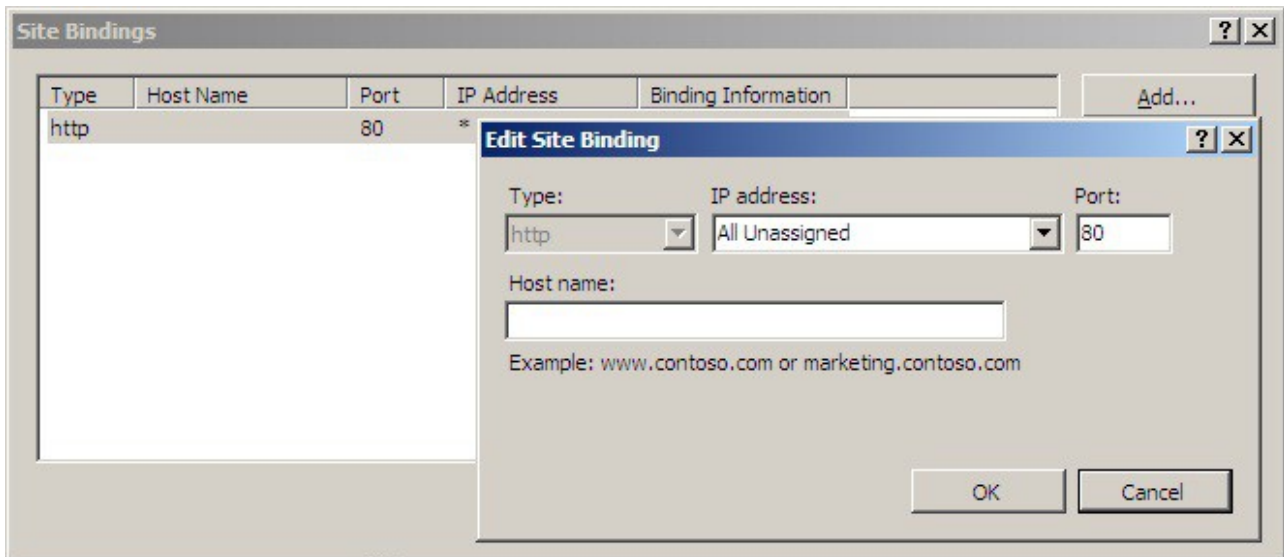 Site Bindings
Type Host Name Port IP Address Binding Information
Add...
http 80 *
Edit Site Binding
Type: IP address: Port:
http All Unassigned 80
Host name:
Example: www.contoso.com or marketing.contoso.com
OK Cancel